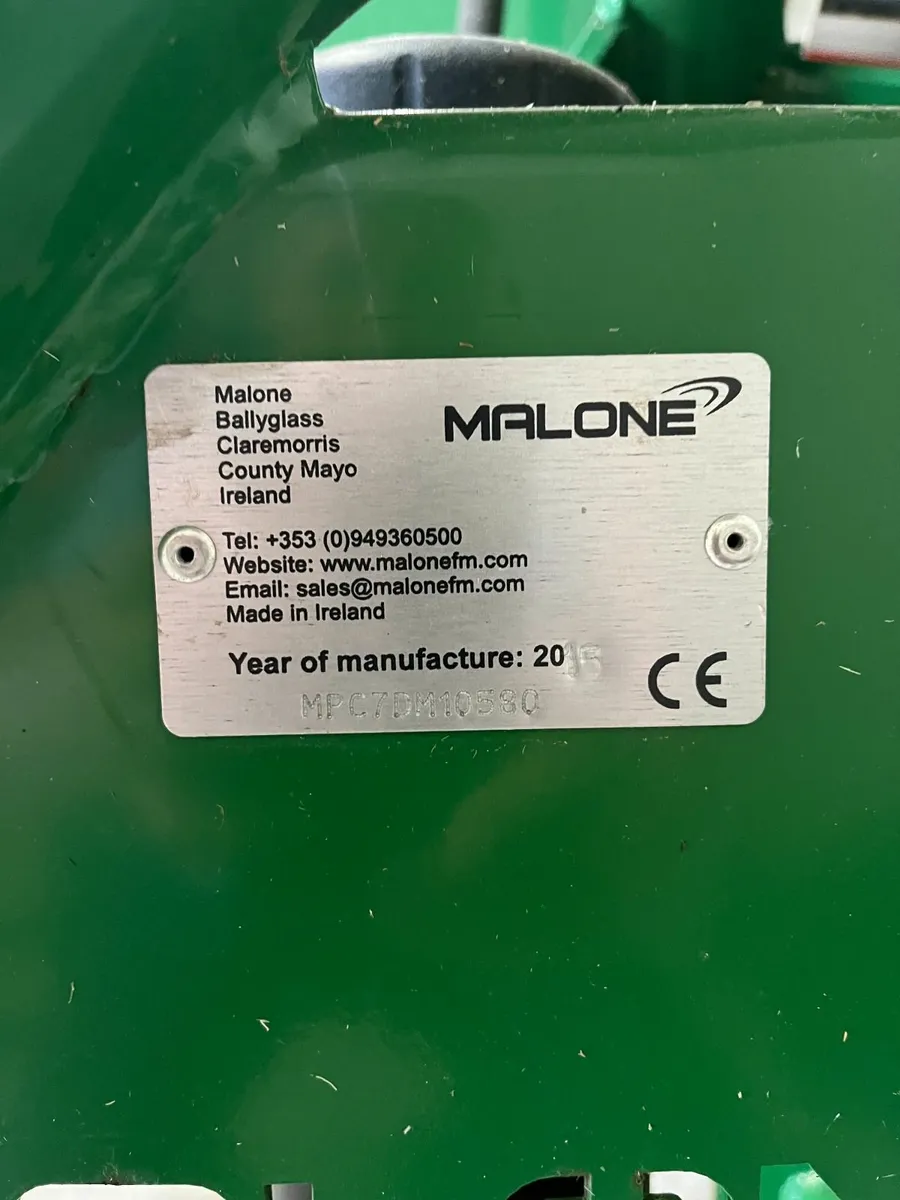 Malone
Ballyglass
Claremorris
County Mayo
Ireland
MALONE
Tel: +353 (0)949360500
Website: www.malonefm.com
Email: sales@malonefm.com
Made in Ireland
Year of manufacture: 2016
MPC7DM10580
CE